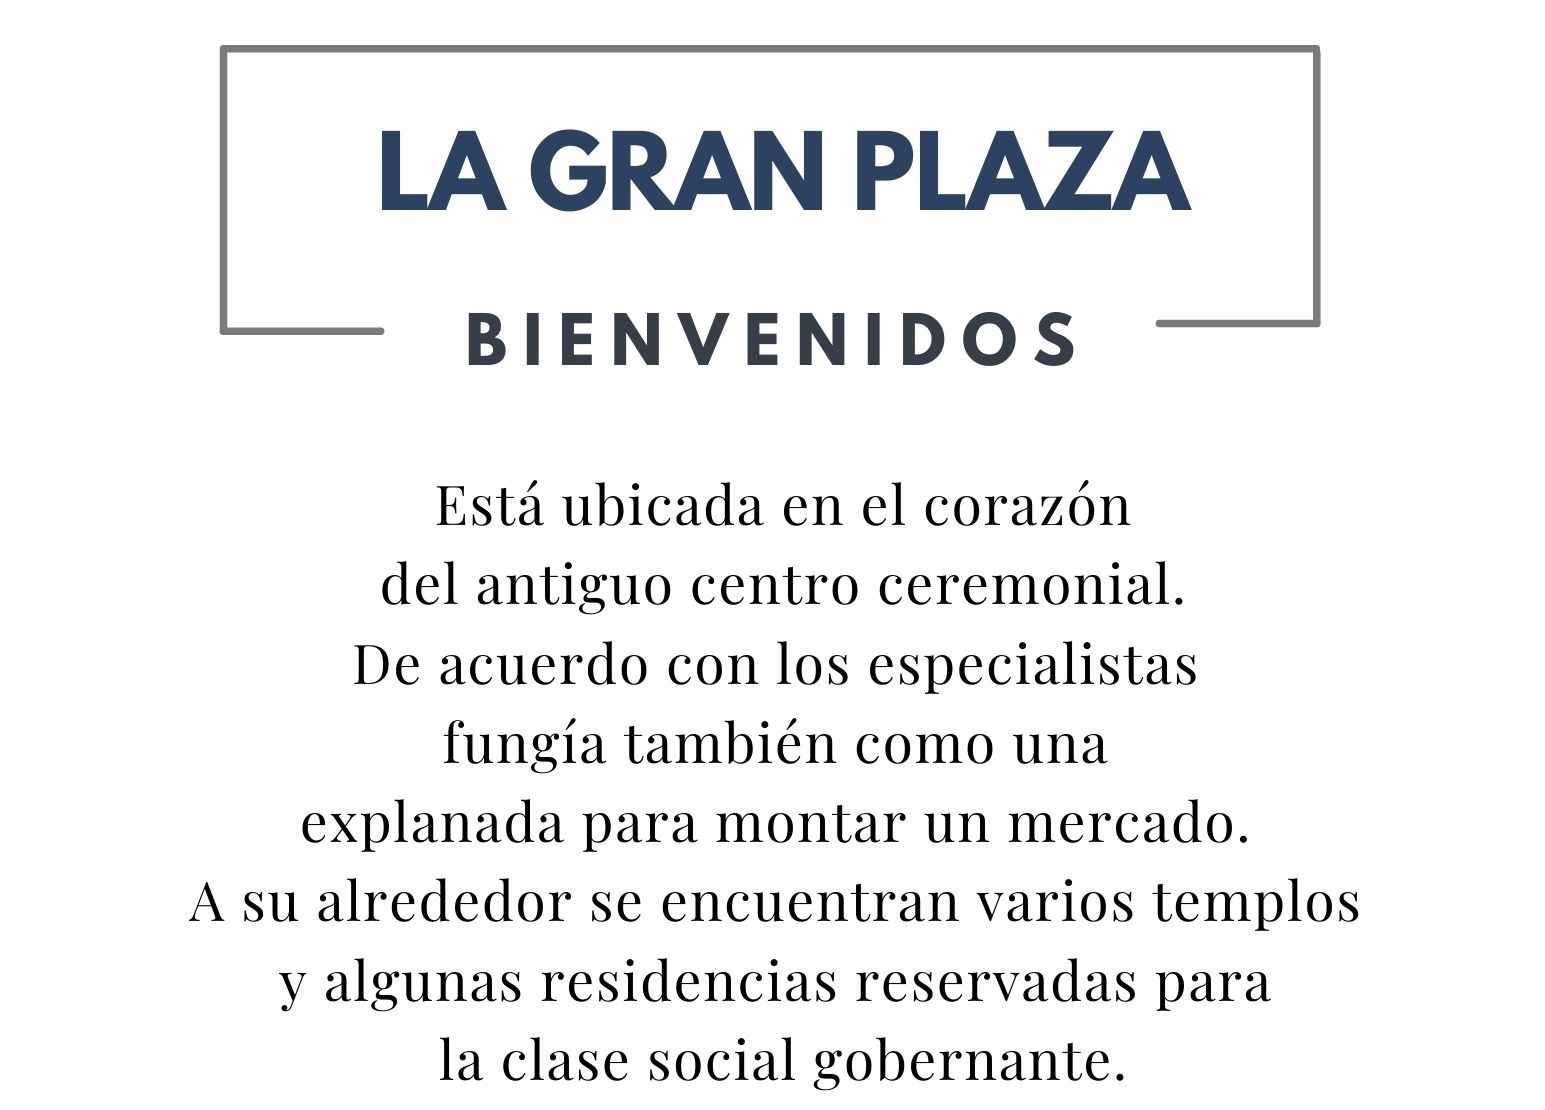 LA GRAN PLAZA
BIENVENIDOS
Está ubicada en el corazón
del antiguo centro ceremonial.
De acuerdo con los especialistas
fungía también como una
explanada para montar un mercado.
A su alrededor se encuentran varios templos
y algunas residencias reservadas para
la clase social gobernante.